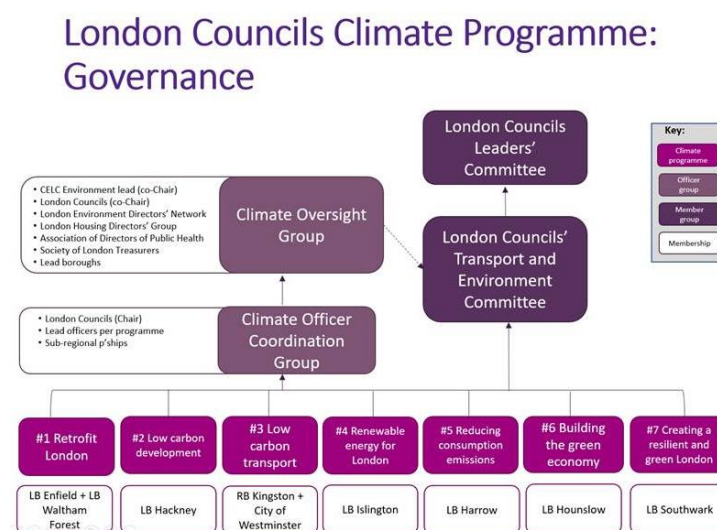 London Councils Climate Programme:
Governance
London Councils
Leaders'
Committee
Key:
Climate
programme
Officer
group
Member
group
Membership
• CELC Environment lead (co-Chair)
• London Councils (co-Chair)
• London Environment Directors' Network
• London Housing Directors' Group
• Association of Directors of Public Health
• Society of London Treasurers
• Lead boroughs
Climate Oversight
Group
London Councils'
Transport and
Environment
Committee
• London Councils (Chair)
• Lead officers per programme
• Sub-regional p'ships
Climate Officer
Coordination
Group
#1 Retrofit
London
#2 Low carbon
development
#3 Low
carbon
transport
#4 Renewable
energy for
London
#5 Reducing
consumption
emissions
#6 Building
the green
economy
#7 Creating a
resilient and
green London
LB Enfield + LB
Waltham
Forest
LB Hackney
RB Kingston +
City of
Westminster
LB Islington
LB Harrow
LB Hounslow
LB Southwark